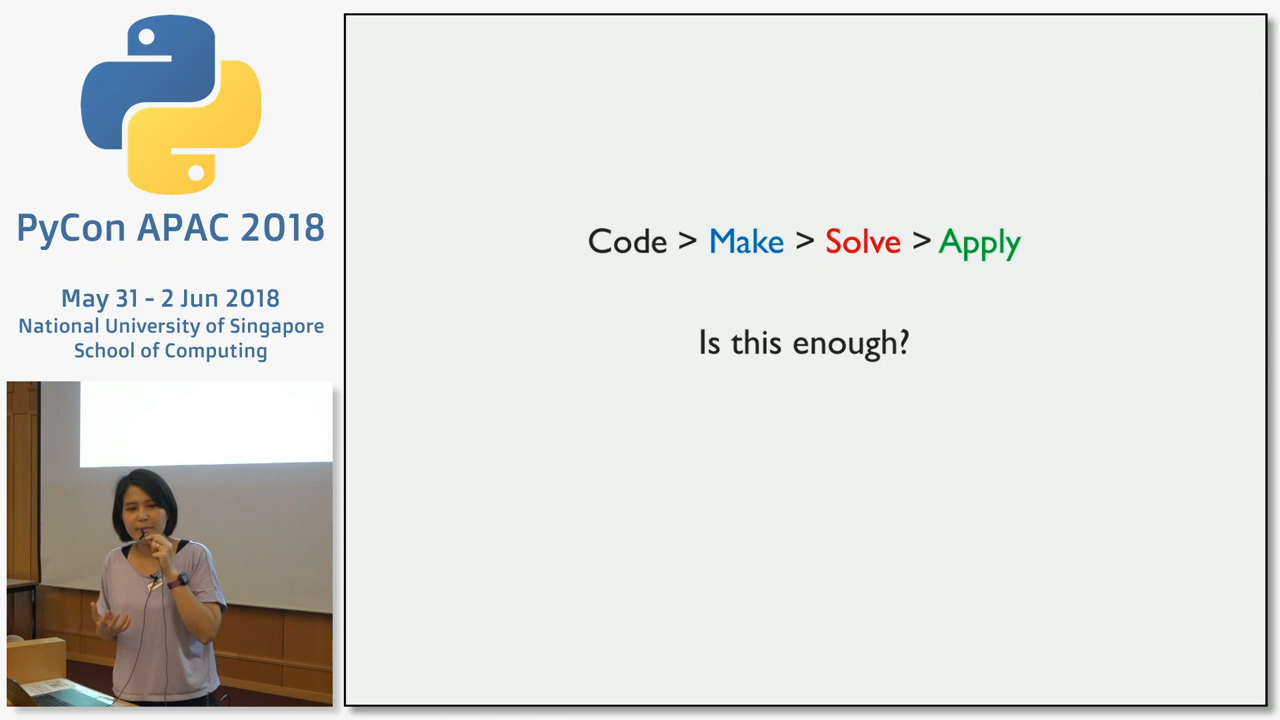 PyCon APAC 2018
May 31 - 2 Jun 2018
National University of Singapore
School of Computing
Code > Make > Solve > Apply
Is this enough?